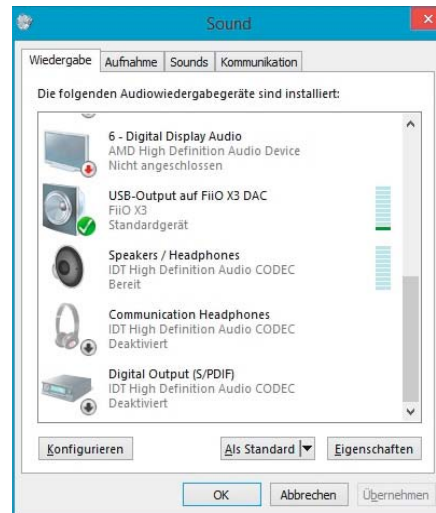 Sound
Wiedergabe Aufnahme Sounds Kommunikation
Die folgenden Audiowiedergabegeräte sind installiert:
6 - Digital Display Audio
AMD High Definition Audio Device
Nicht angeschlossen
USB-Output auf FiiO X3 DAC
FiiO X3
Standardgerät
Speakers / Headphones
IDT High Definition Audio CODEC
Bereit
Communication Headphones
IDT High Definition Audio CODEC
Deaktiviert
Digital Output (S/PDIF)
IDT High Definition Audio CODEC
Deaktiviert
Konfigurieren Als Standard Eigenschaften
OK Abbrechen Übernehmen